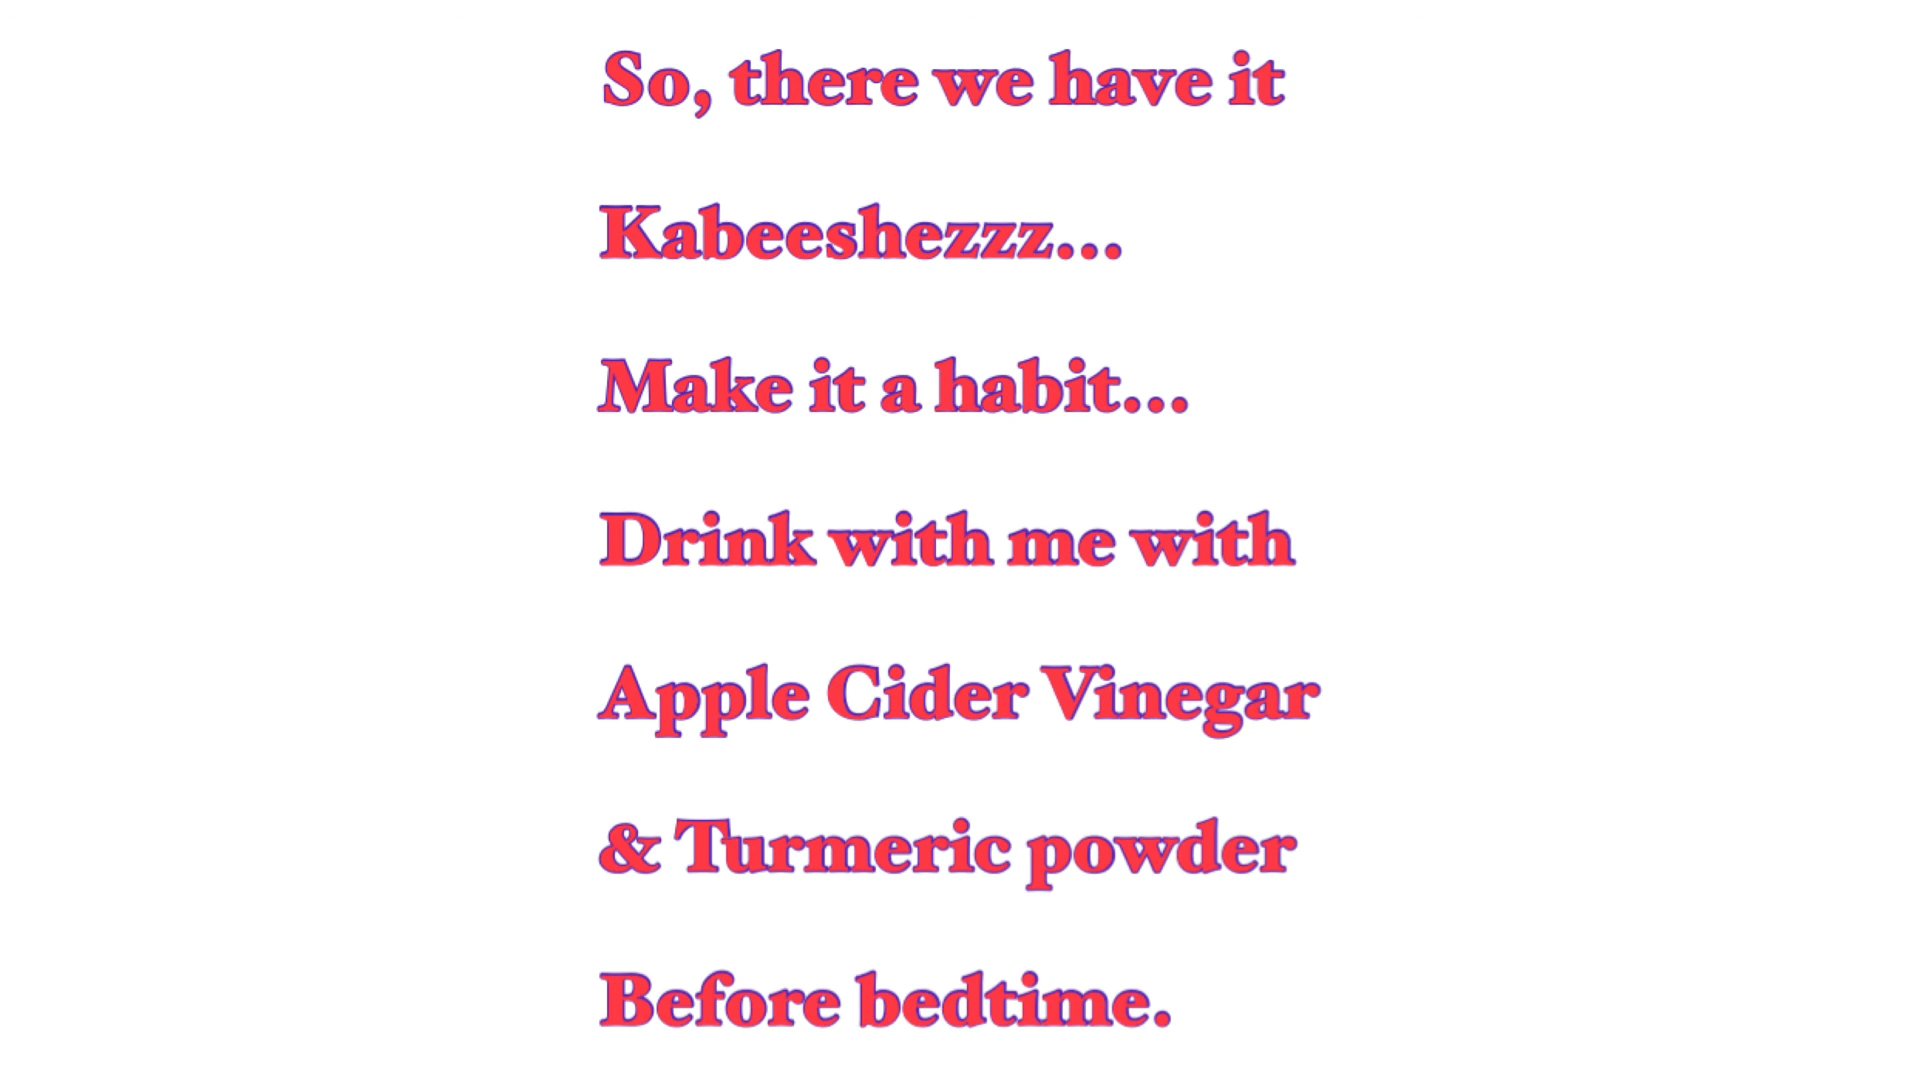 So, there we have it
Kabeeshezzz...
Make it a habit...
Drink with me with
Apple Cider Vinegar
& Turmeric powder
Before bedtime.